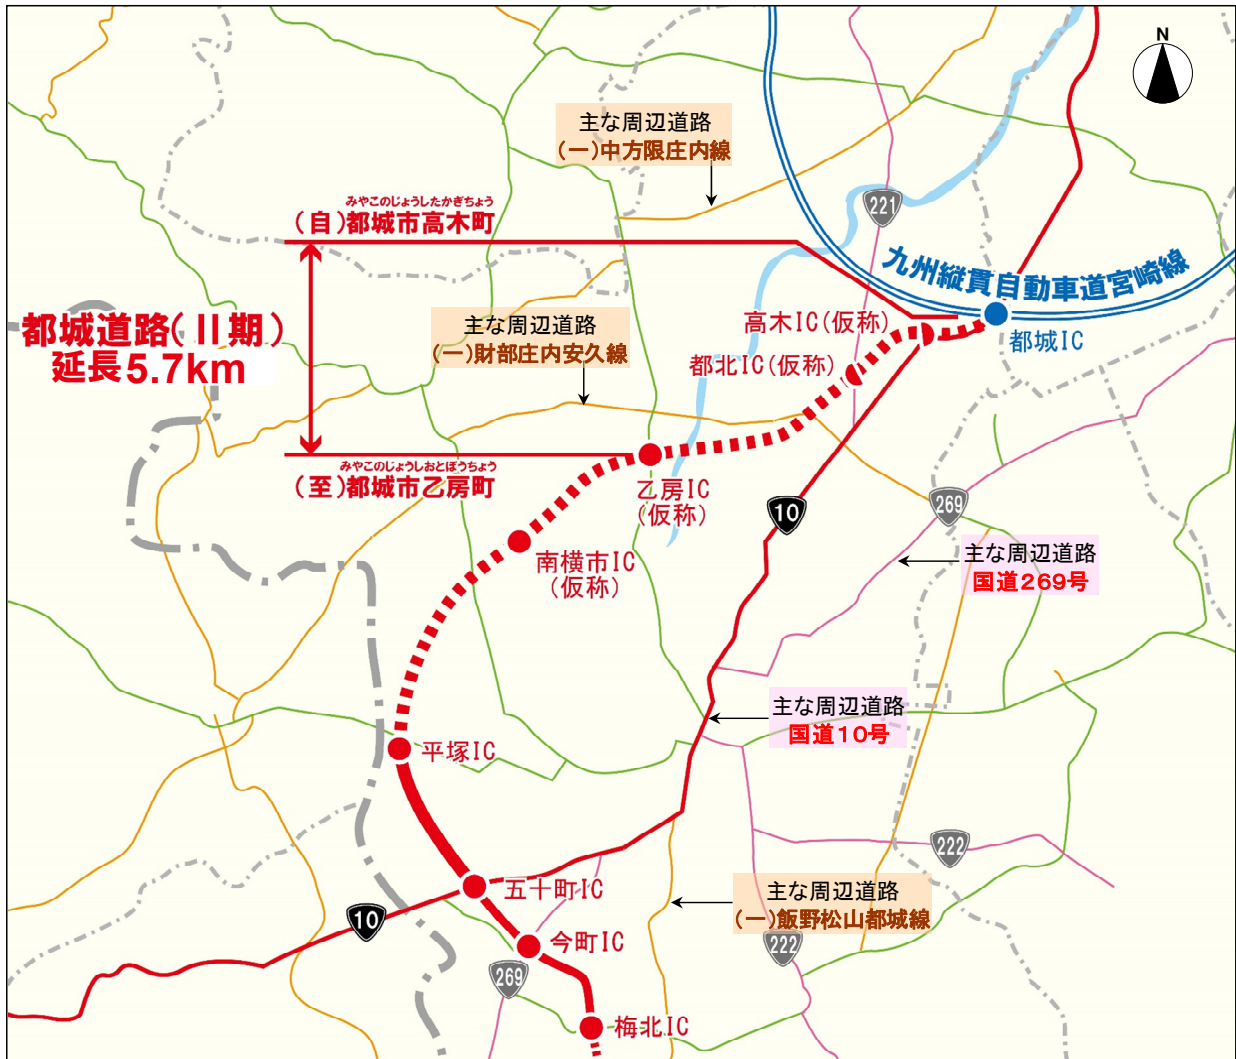 N
主な周辺道路
(一)中方限庄内線
みやこのじょうしたかぎちょう
(自)都城市高木町
221
九州縦貫自動車道宮崎線
都城道路(Ⅱ期)
延長5.7km
主な周辺道路
(一)財部庄内安久線
高木IC(仮称)
都城IC
都北IC(仮称)
みやこのじょうしおとぼうちょう
(至)都城市乙房町
乙房IC
(仮称)
10
269
南横市IC
(仮称)
主な周辺道路
国道269号
主な周辺道路
国道10号
平塚IC
222
五十町IC
主な周辺道路
(一)飯野松山都城線
10
今町IC
222
269
梅北IC